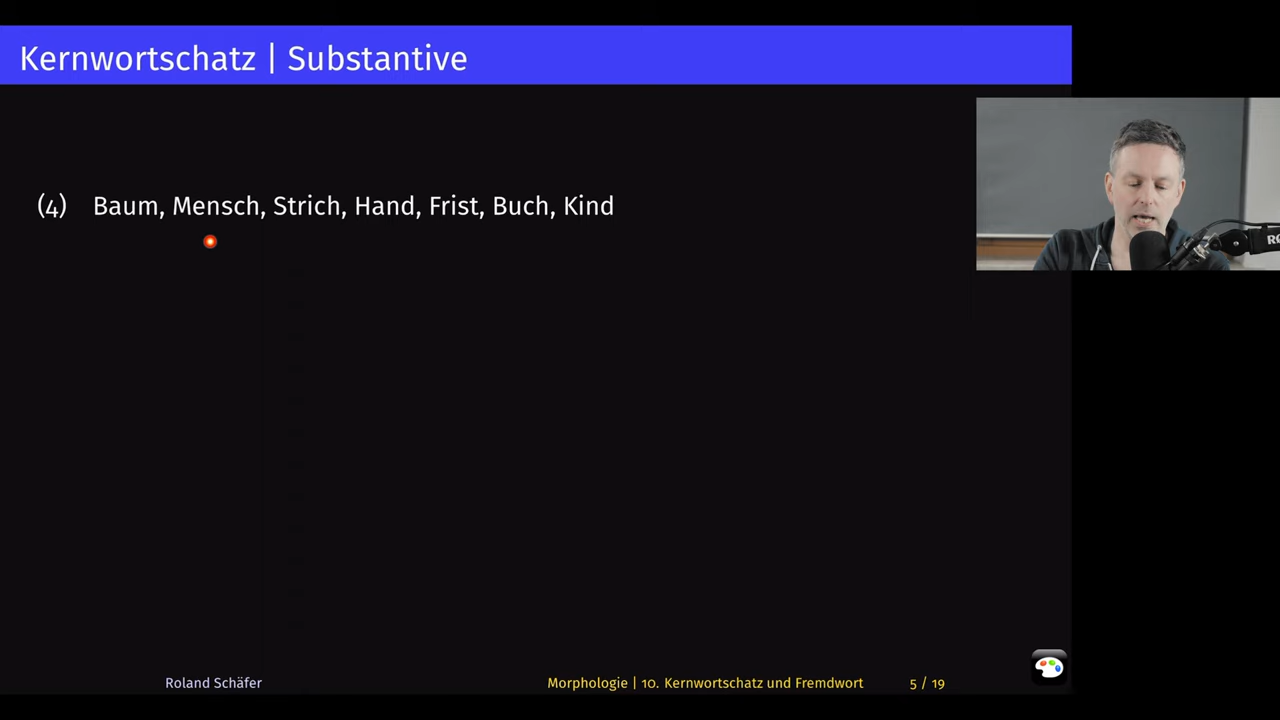 Kernwortschatz | Substantive
(4) Baum, Mensch, Strich, Hand, Frist, Buch, Kind
Roland Schäfer
Morphologie | 10. Kernwortschatz und Fremdwort
5 / 19